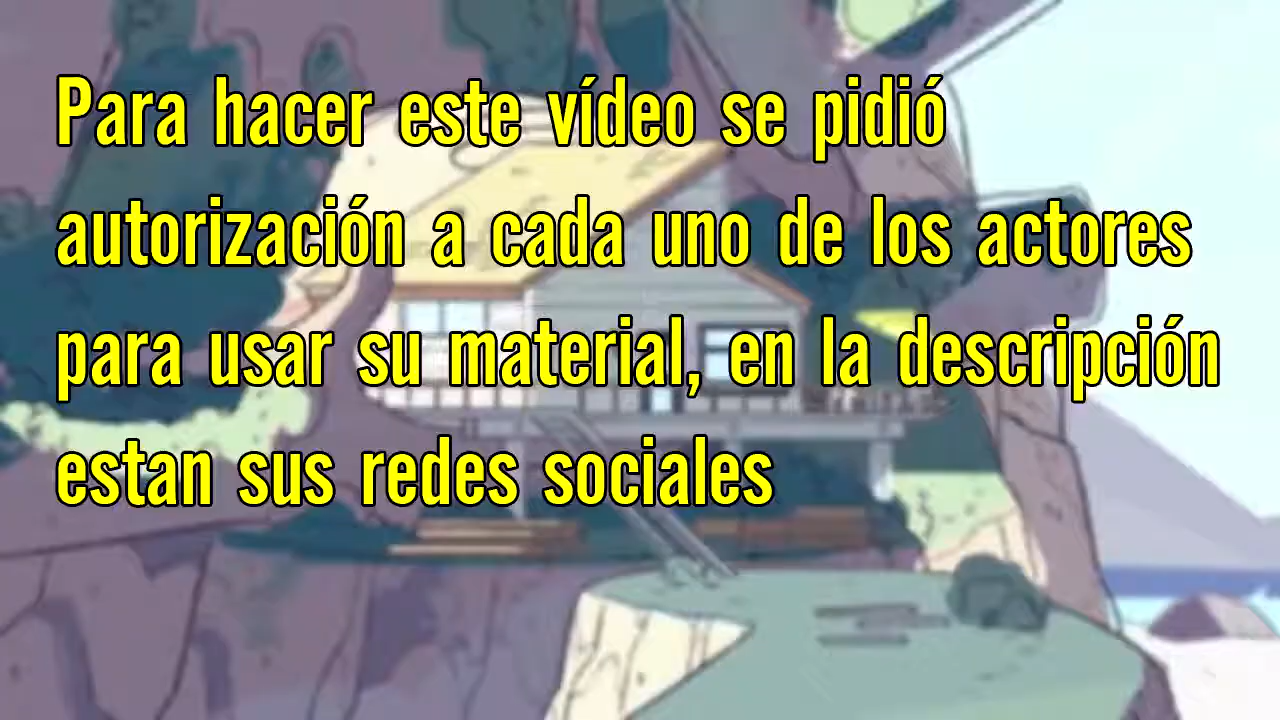 Para hacer este vídeo se pidió
autorización a cada uno de los actores
para usar su material, en la descripción
estan sus redes sociales